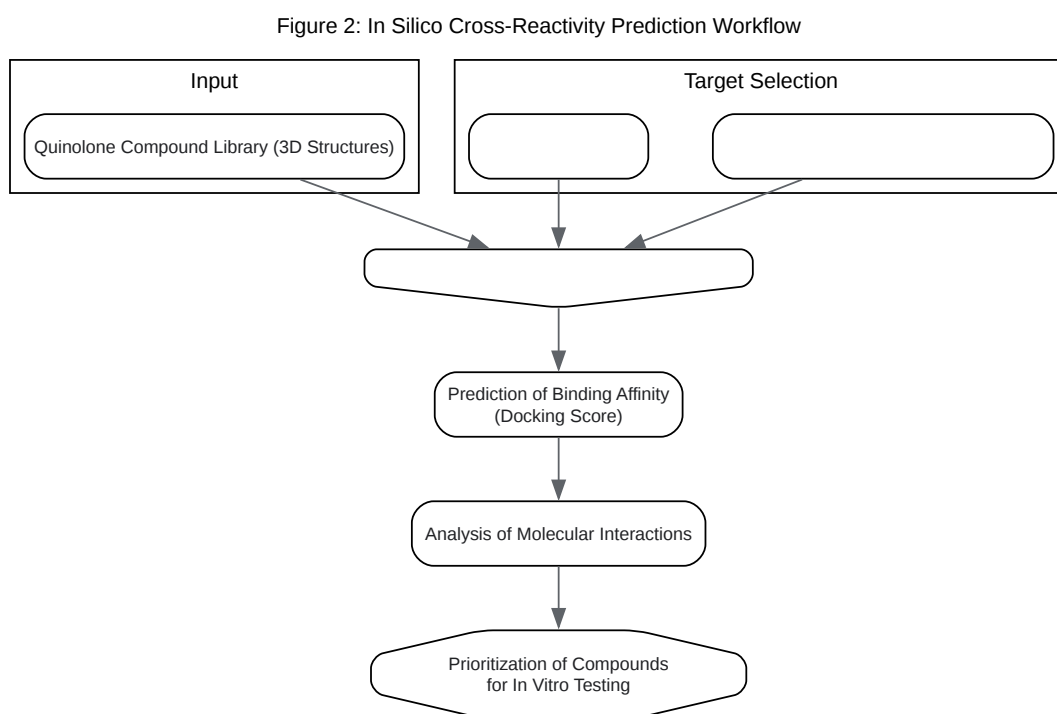 Figure 2: In Silico Cross-Reactivity Prediction Workflow
Input
Target Selection
Quinolone Compound Library (3D Structures)
Prediction of Binding Affinity
(Docking Score)
Analysis of Molecular Interactions
Prioritization of Compounds
for In Vitro Testing